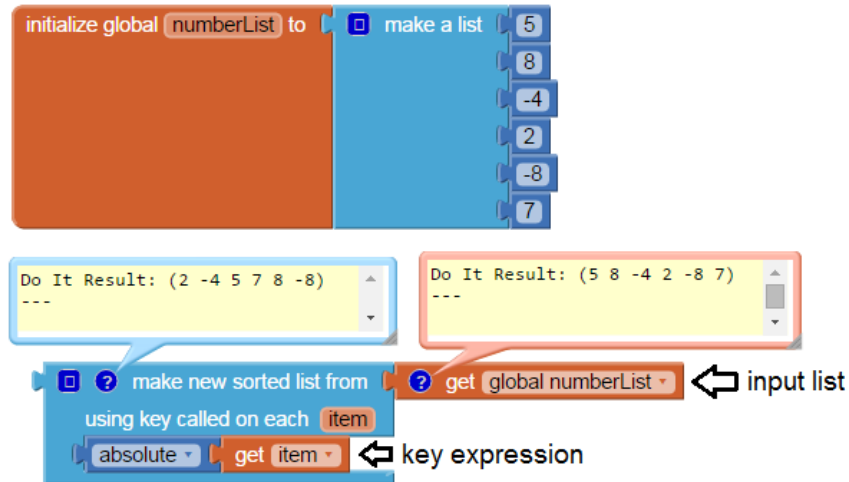 initialize global numberList to make a list 5
8
-4
2
-8
7
Do It Result: (2 -4 5 7 8 -8)
---
Do It Result: (5 8 -4 2 -8 7)
---
? make new sorted list from ? get global numberList input list
using key called on each item
absolute get item key expression